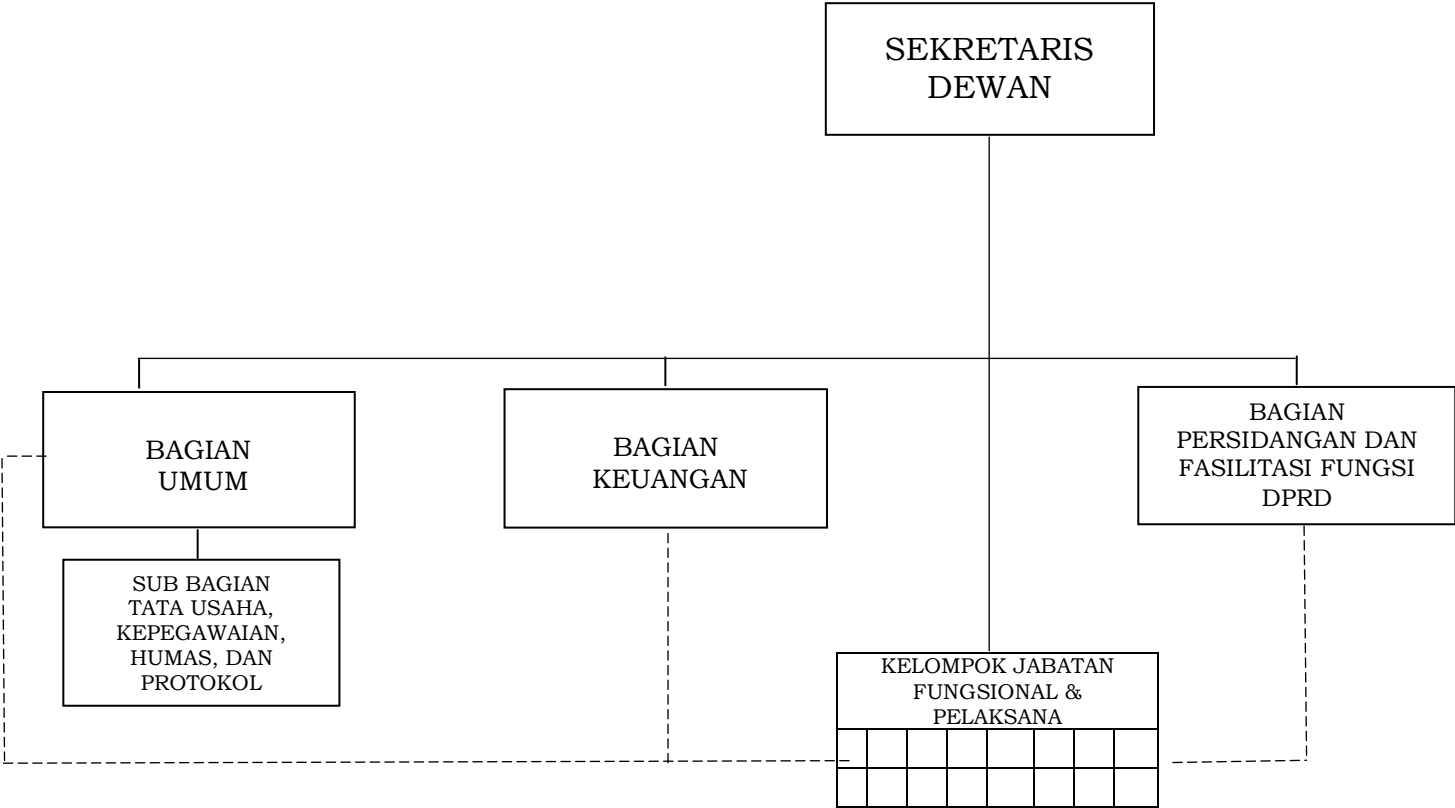 SEKRETARIS
DEWAN
BAGIAN
UMUM
BAGIAN
KEUANGAN
BAGIAN
PERSIDANGAN DAN
FASILITASI FUNGSI
DPRD
SUB BAGIAN
TATA USAHA,
KEPEGAWAIAN,
HUMAS, DAN
PROTOKOL
KELOMPOK JABATAN
FUNGSIONAL &
PELAKSANA